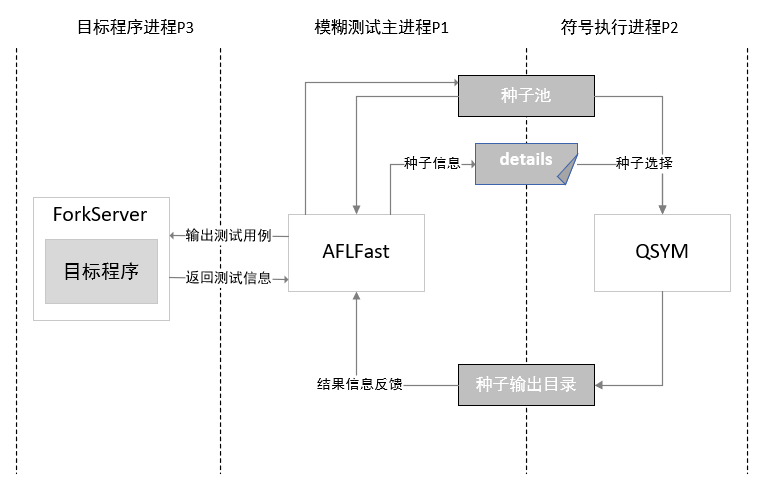 目标程序进程P3
模糊测试主进程P1
符号执行进程P2
种子池
种子信息
details
种子选择
ForkServer
目标程序
输出测试用例
返回测试信息
AFLFast
QSYM
结果信息反馈
种子输出目录